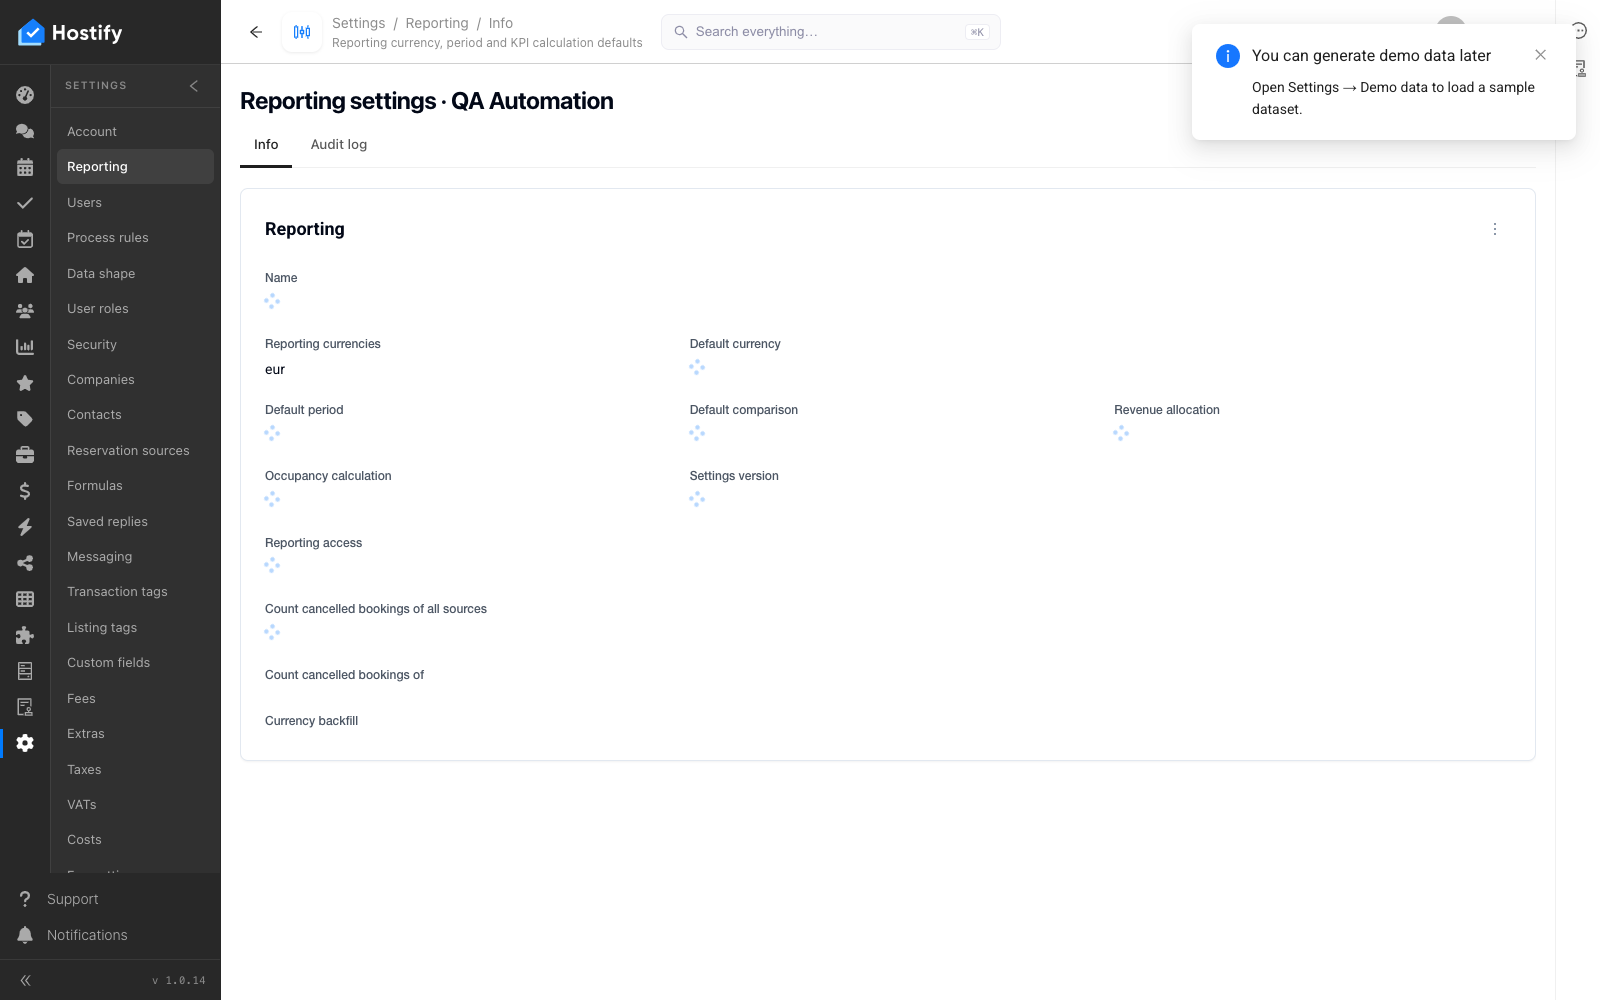 Hostify
SETTINGS
Account
Reporting
Users
Process rules
Data shape
User roles
Security
Companies
Contacts
Reservation sources
Formulas
Saved replies
Messaging
Transaction tags
Listing tags
Custom fields
Fees
Extras
Taxes
VATs
Costs
Support
Notifications
v 1.0.14
Settings / Reporting / Info
Reporting currency, period and KPI calculation defaults
Search everything...
⌘K
You can generate demo data later
Open Settings → Demo data to load a sample
dataset.
Reporting settings · QA Automation
Info
Audit log
Reporting
Name
Reporting currencies
Default currency
eur
Default period
Default comparison
Revenue allocation
Occupancy calculation
Settings version
Reporting access
Count cancelled bookings of all sources
Count cancelled bookings of
Currency backfill